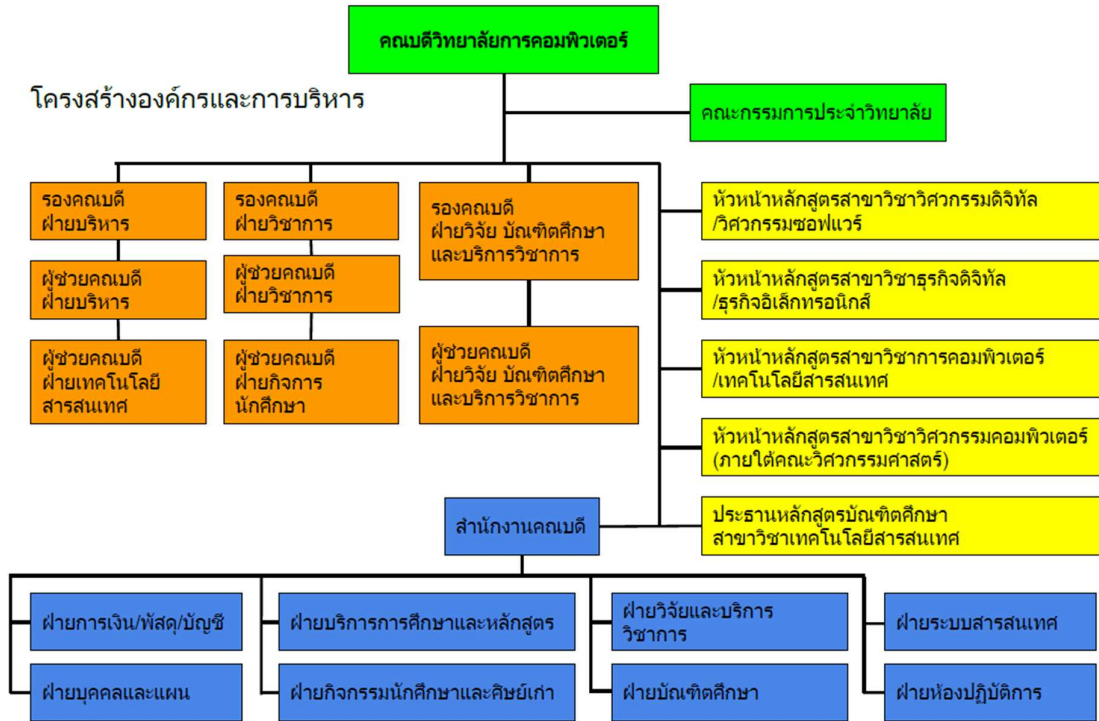 คณบดีวิทยาลัยการคอมพิวเตอร์
โครงสร้างองค์กรและการบริหาร
คณะกรรมการประจำวิทยาลัย
รองคณบดี
ฝ่ายบริหาร
รองคณบดี
ฝ่ายวิชาการ
รองคณบดี
ฝ่ายวิจัย บัณฑิตศึกษา
และบริการวิชาการ
หัวหน้าหลักสูตรสาขาวิชาวิศวกรรมดิจิทัล
/วิศวกรรมซอฟแวร์
ผู้ช่วยคณบดี
ฝ่ายบริหาร
ผู้ช่วยคณบดี
ฝ่ายวิชาการ
หัวหน้าหลักสูตรสาขาวิชาธุรกิจดิจิทัล
/ธุรกิจอิเล็กทรอนิกส์
ผู้ช่วยคณบดี
ฝ่ายเทคโนโลยี
สารสนเทศ
ผู้ช่วยคณบดี
ฝ่ายกิจการ
นักศึกษา
ผู้ช่วยคณบดี
ฝ่ายวิจัย บัณฑิตศึกษา
และบริการวิชาการ
หัวหน้าหลักสูตรสาขาวิชาการคอมพิวเตอร์
/เทคโนโลยีสารสนเทศ
หัวหน้าหลักสูตรสาขาวิชาวิศวกรรมคอมพิวเตอร์
(ภายใต้คณะวิศวกรรมศาสตร์)
สำนักงานคณบดี
ประธานหลักสูตรบัณฑิตศึกษา
สาขาวิชาเทคโนโลยีสารสนเทศ
ฝ่ายการเงิน/พัสดุ/บัญชี
ฝ่ายบริการการศึกษาและหลักสูตร
ฝ่ายวิจัยและบริการ
วิชาการ
ฝ่ายระบบสารสนเทศ
ฝ่ายบุคคลและแผน
ฝ่ายกิจกรรมนักศึกษาและศิษย์เก่า
ฝ่ายบัณฑิตศึกษา
ฝ่ายห้องปฏิบัติการ